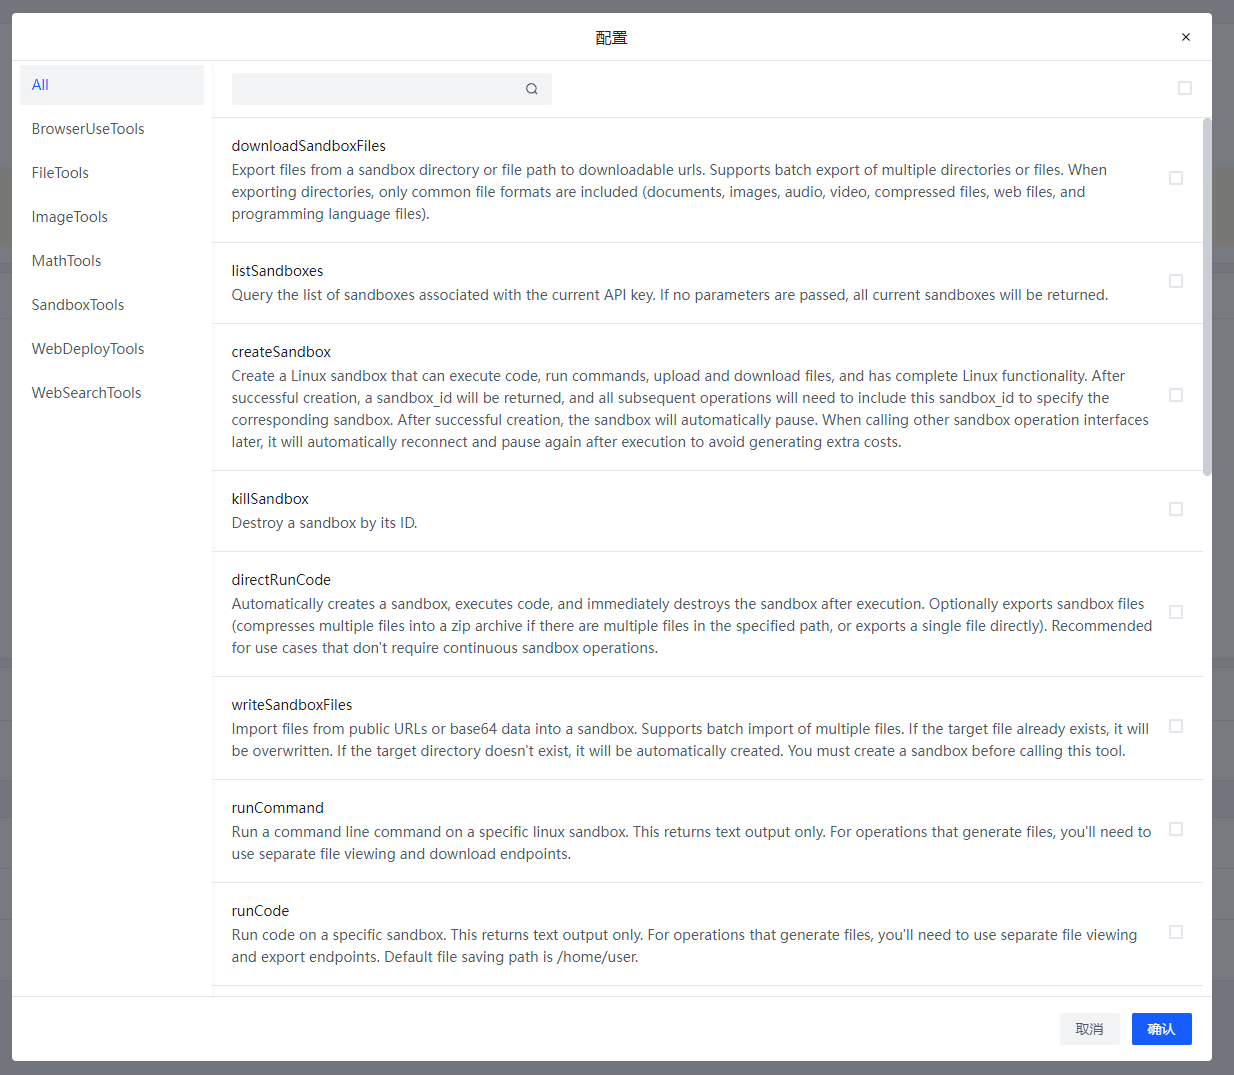 配置
All
BrowserUseTools
FileTools
ImageTools
MathTools
SandboxTools
WebDeployTools
WebSearchTools
downloadSandboxFiles
Export files from a sandbox directory or file path to downloadable urls. Supports batch export of multiple directories or files. When
exporting directories, only common file formats are included (documents, images, audio, video, compressed files, web files, and
programming language files).
listSandboxes
Query the list of sandboxes associated with the current API key. If no parameters are passed, all current sandboxes will be returned.
createSandbox
Create a Linux sandbox that can execute code, run commands, upload and download files, and has complete Linux functionality. After
successful creation, a sandbox_id will be returned, and all subsequent operations will need to include this sandbox_id to specify the
corresponding sandbox. After successful creation, the sandbox will automatically pause. When calling other sandbox operation interfaces
later, it will automatically reconnect and pause again after execution to avoid generating extra costs.
killSandbox
Destroy a sandbox by its ID.
directRunCode
Automatically creates a sandbox, executes code, and immediately destroys the sandbox after execution. Optionally exports sandbox files
(compresses multiple files into a zip archive if there are multiple files in the specified path, or exports a single file directly). Recommended
for use cases that don't require continuous sandbox operations.
writeSandboxFiles
Import files from public URLs or base64 data into a sandbox. Supports batch import of multiple files. If the target file already exists, it will
be overwritten. If the target directory doesn't exist, it will be automatically created. You must create a sandbox before calling this tool.
runCommand
Run a command line command on a specific linux sandbox. This returns text output only. For operations that generate files, you'll need to
use separate file viewing and download endpoints.
runCode
Run code on a specific sandbox. This returns text output only. For operations that generate files, you'll need to use separate file viewing
and export endpoints. Default file saving path is /home/user.
取消
确认